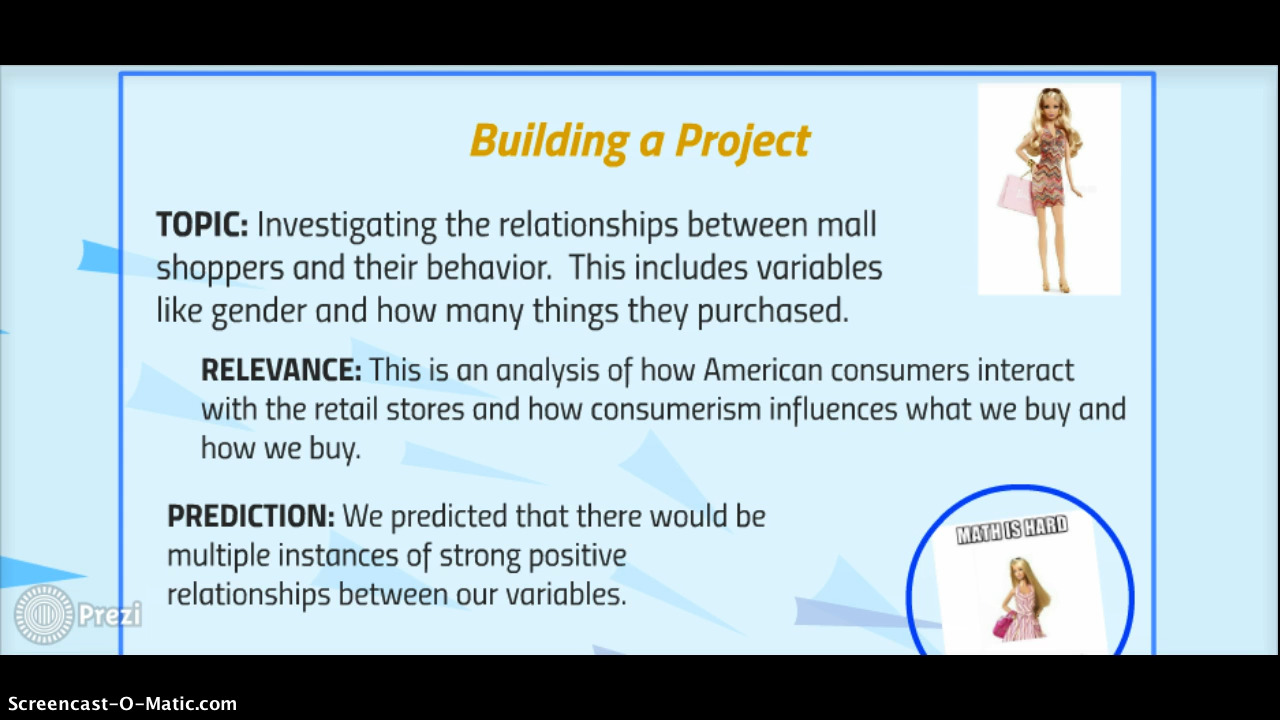 Building a Project
TOPIC: Investigating the relationships between mall
shoppers and their behavior.  This includes variables
like gender and how many things they purchased.
RELEVANCE: This is an analysis of how American consumers interact
with the retail stores and how consumerism influences what we buy and
how we buy.
PREDICTION: We predicted that there would be
multiple instances of strong positive
relationships between our variables.
MATH IS HARD
Prezi
Screencast-O-Matic.com